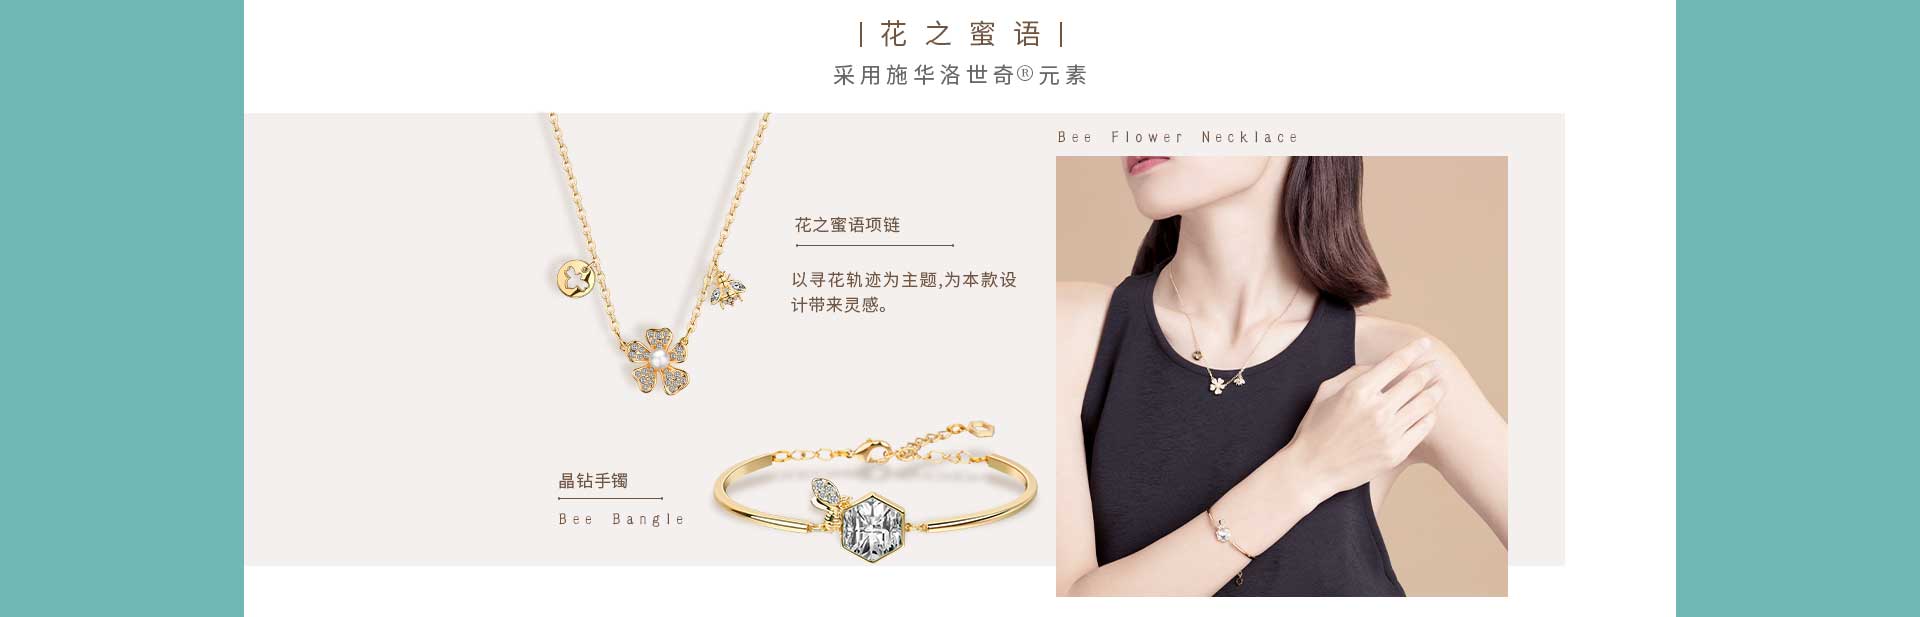 花之蜜语
采用施华洛世奇®元素
Bee Flower Necklace
花之蜜语项链
以寻花轨迹为主题,为本款设
计带来灵感。
晶钻手镯
Bee Bangle